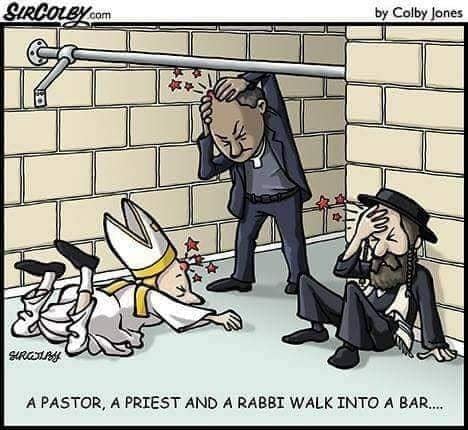 SIRCOLBY.com
by Colby Jones
SIRCOLBY
A PASTOR, A PRIEST AND A RABBI WALK INTO A BAR....